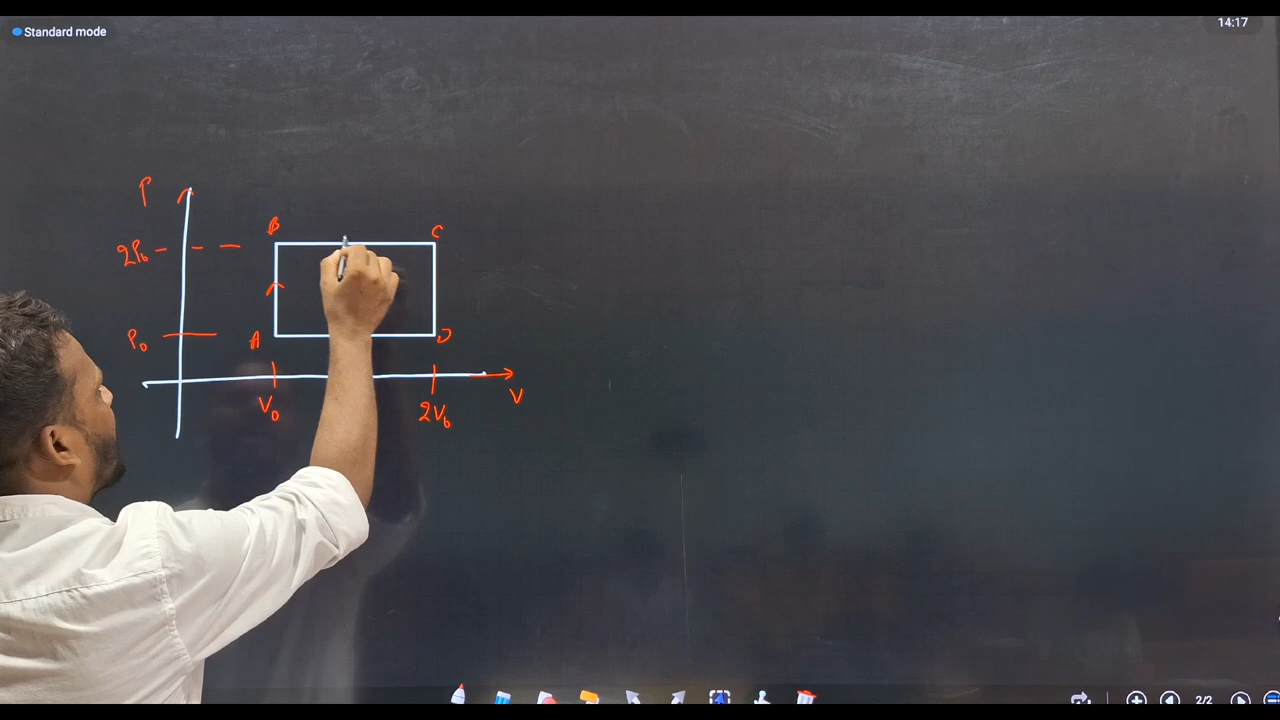 Standard mode
14:17
P
B
C
2P₀
P₀
A
D
V₀
2V₀
V
2/2